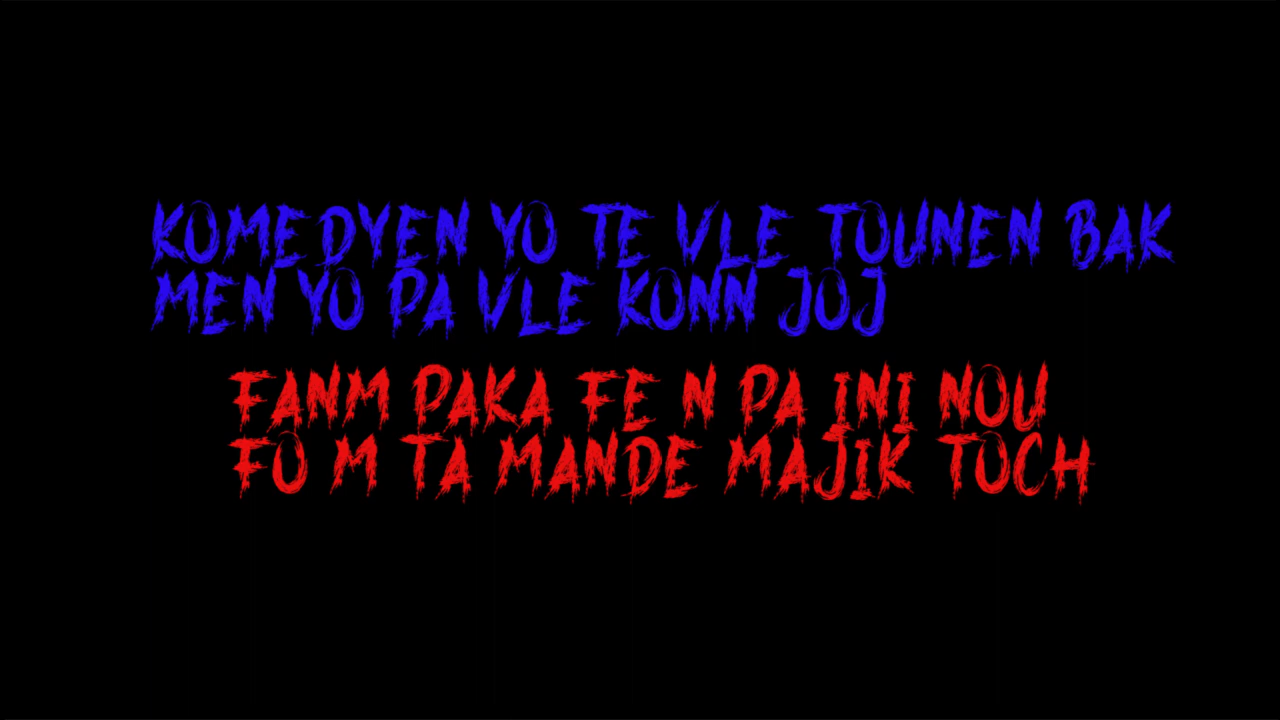 KOMEDYEN YO TE VLE TOUNEN BAK
MEN YO PA VLE KONN JOJ
FANM PAKA FE N PA INI NOU
FO M TA MANDE MAJIK TOCH